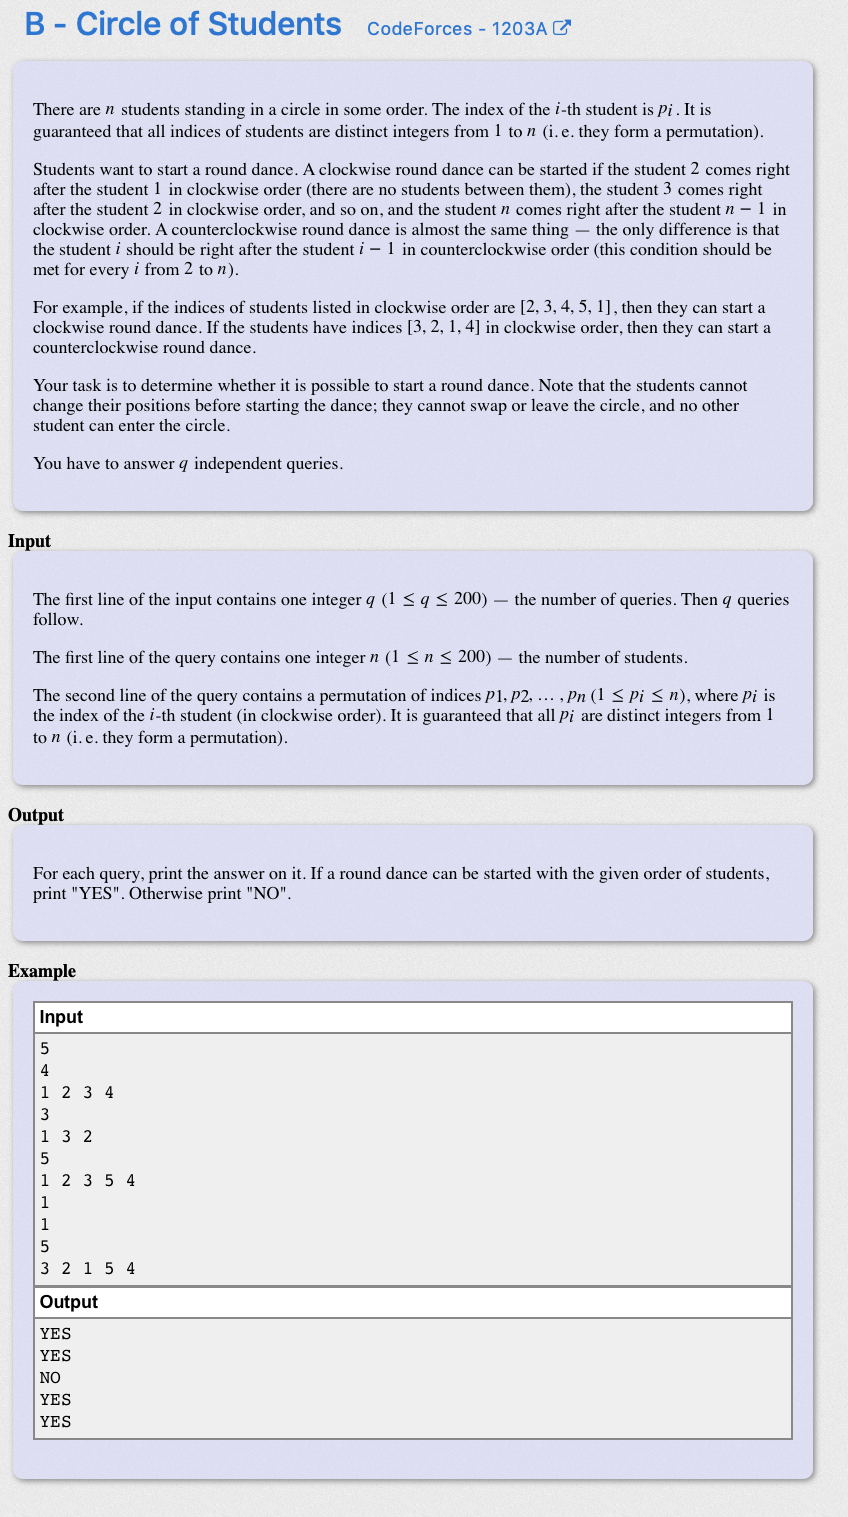 B - Circle of Students CodeForces - 1203A
There are n students standing in a circle in some order. The index of the i-th student is pi. It is
guaranteed that all indices of students are distinct integers from 1 to n (i. e. they form a permutation).
Students want to start a round dance. A clockwise round dance can be started if the student 2 comes right
after the student 1 in clockwise order (there are no students between them), the student 3 comes right
after the student 2 in clockwise order, and so on, and the student n comes right after the student n − 1 in
clockwise order. A counterclockwise round dance is almost the same thing — the only difference is that
the student i should be right after the student i − 1 in counterclockwise order (this condition should be
met for every i from 2 to n).
For example, if the indices of students listed in clockwise order are [2, 3, 4, 5, 1], then they can start a
clockwise round dance. If the students have indices [3, 2, 1, 4] in clockwise order, then they can start a
counterclockwise round dance.
Your task is to determine whether it is possible to start a round dance. Note that the students cannot
change their positions before starting the dance; they cannot swap or leave the circle, and no other
student can enter the circle.
You have to answer q independent queries.
Input
The first line of the input contains one integer q (1 ≤ q ≤ 200) — the number of queries. Then q queries
follow.
The first line of the query contains one integer n (1 ≤ n ≤ 200) — the number of students.
The second line of the query contains a permutation of indices p1, p2, … , pn (1 ≤ pi ≤ n), where pi is
the index of the i-th student (in clockwise order). It is guaranteed that all pi are distinct integers from 1
to n (i. e. they form a permutation).
Output
For each query, print the answer on it. If a round dance can be started with the given order of students,
print "YES". Otherwise print "NO".
Example
Input
5
4
1 2 3 4
3
1 3 2
5
1 2 3 5 4
1
1
5
3 2 1 5 4
Output
YES
YES
NO
YES
YES